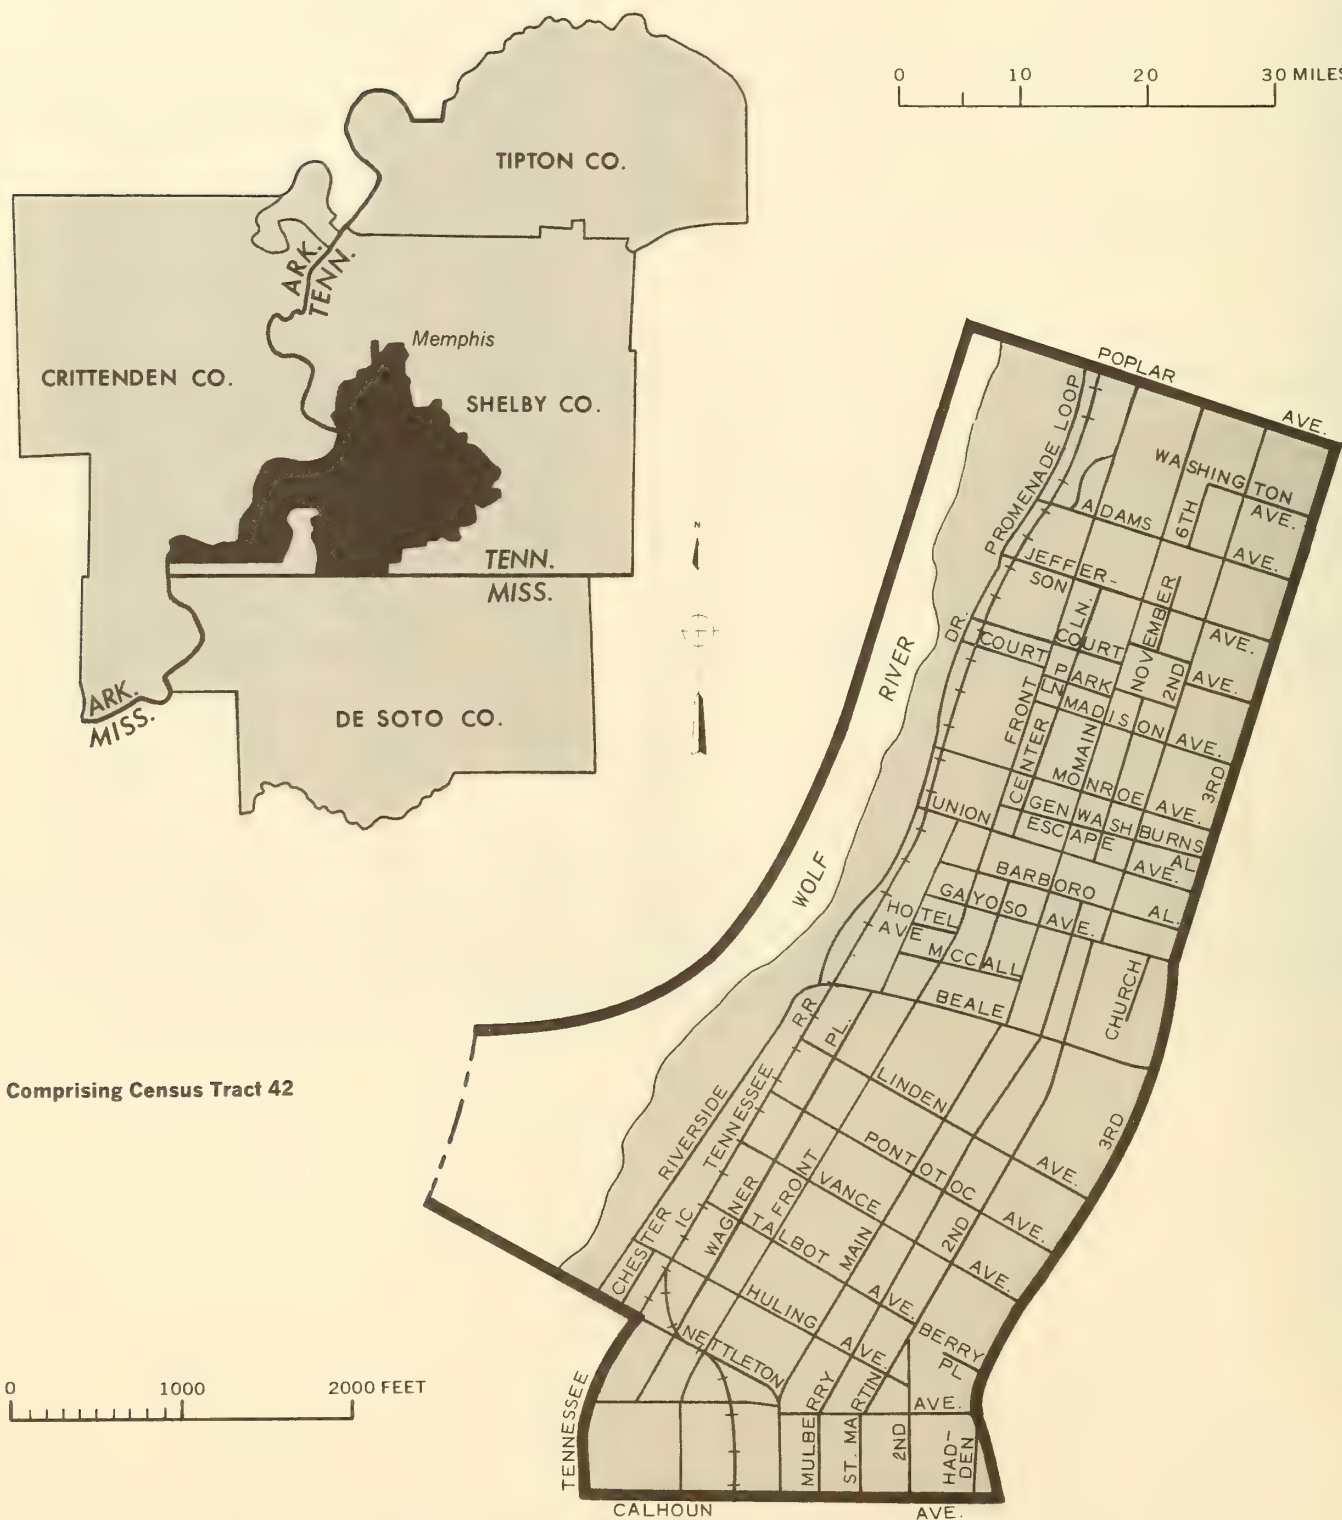 0 10 20 30 MILES
TIPTON CO.
ARK.
TENN.
Memphis
CRITTENDEN CO.
SHELBY CO.
TENN.
MISS.
N
ARK.
MISS.
DE SOTO CO.
POPLAR AVE.
PROMENADE LOOP
WASHINGTON AVE.
6TH
ADAMS AVE.
JEFFERSON AVE.
NOVEMBER
LN.
DR.
COURT COURT AVE.
2ND
PARK LN
FRONT
MADISON AVE.
MAIN
CENTER
MONROE AVE.
3RD
UNION AVE.
GEN WASHBURNS
ESCAPE AL
RIVER
WOLF
BARBORO AL.
GAYOSO AVE.
HOTEL
AVE
MCCALL
CHURCH
BEALE
R.R.
PL.
Comprising Census Tract 42
RIVERSIDE
TENNESSEE
LINDEN AVE.
3RD
PONTOTOC AVE.
VANCE AVE.
FRONT
WAGNER
TALBOT AVE.
MAIN
2ND
IC
CHESTER
HULING AVE.
BERRY
PL
NETTLETON AVE.
0 1000 2000 FEET
TENNESSEE
MULBERRY
ST. MARTIN
2ND
HAD-
DEN
CALHOUN AVE.